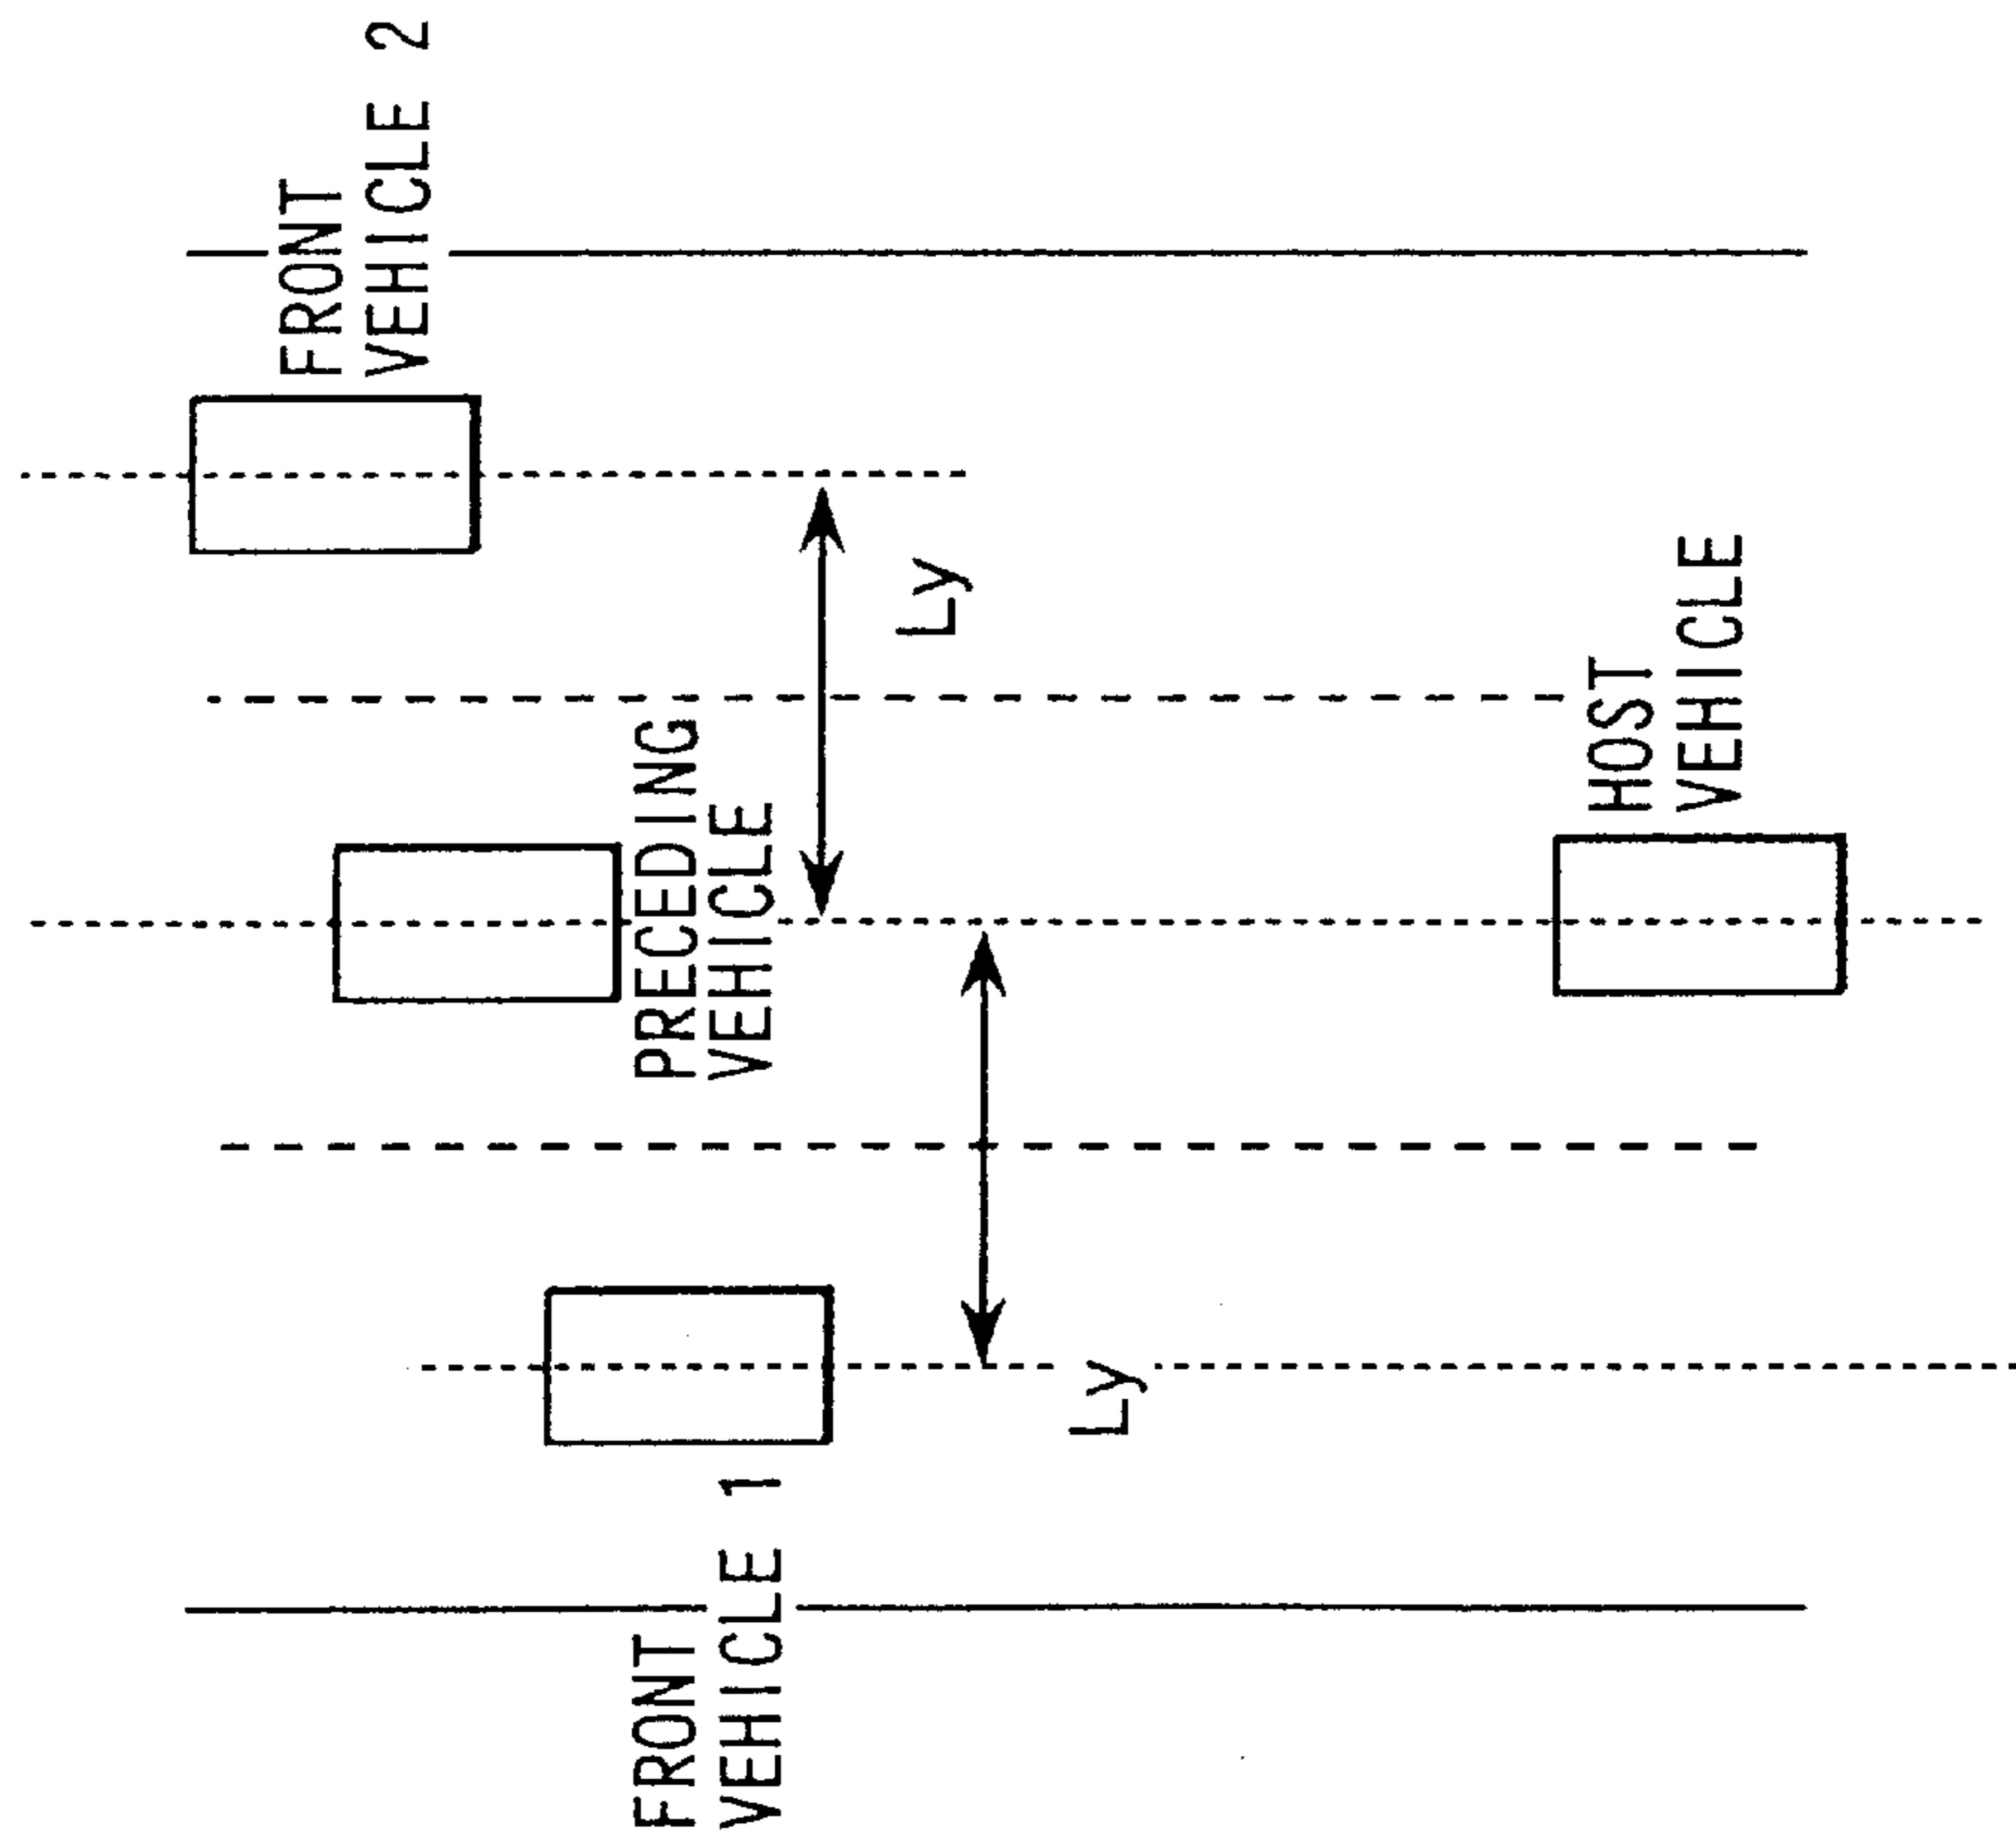 FRONT
VEHICLE 2
PRECEDING
VEHICLE
FRONT
VEHICLE 1
Ly
Ly
HOST
VEHICLE